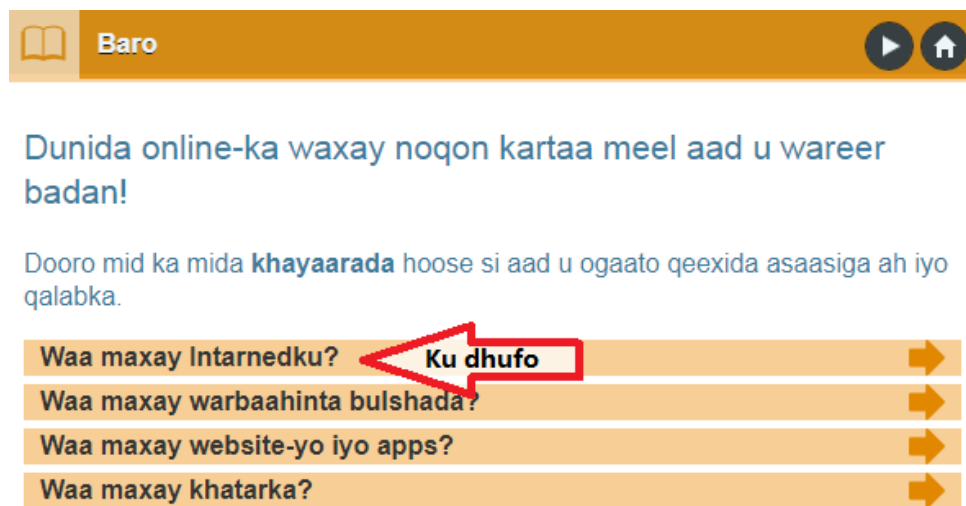 Baro
Dunida online-ka waxay noqon kartaa meel aad u wareer
badan!
Dooro mid ka mida khayaarada hoose si aad u ogaato qeexida asaasiga ah iyo
qalabka.
Waa maxay Intarnedku? Ku dhufo
Waa maxay warbaahinta bulshada?
Waa maxay website-yo iyo apps?
Waa maxay khatarka?